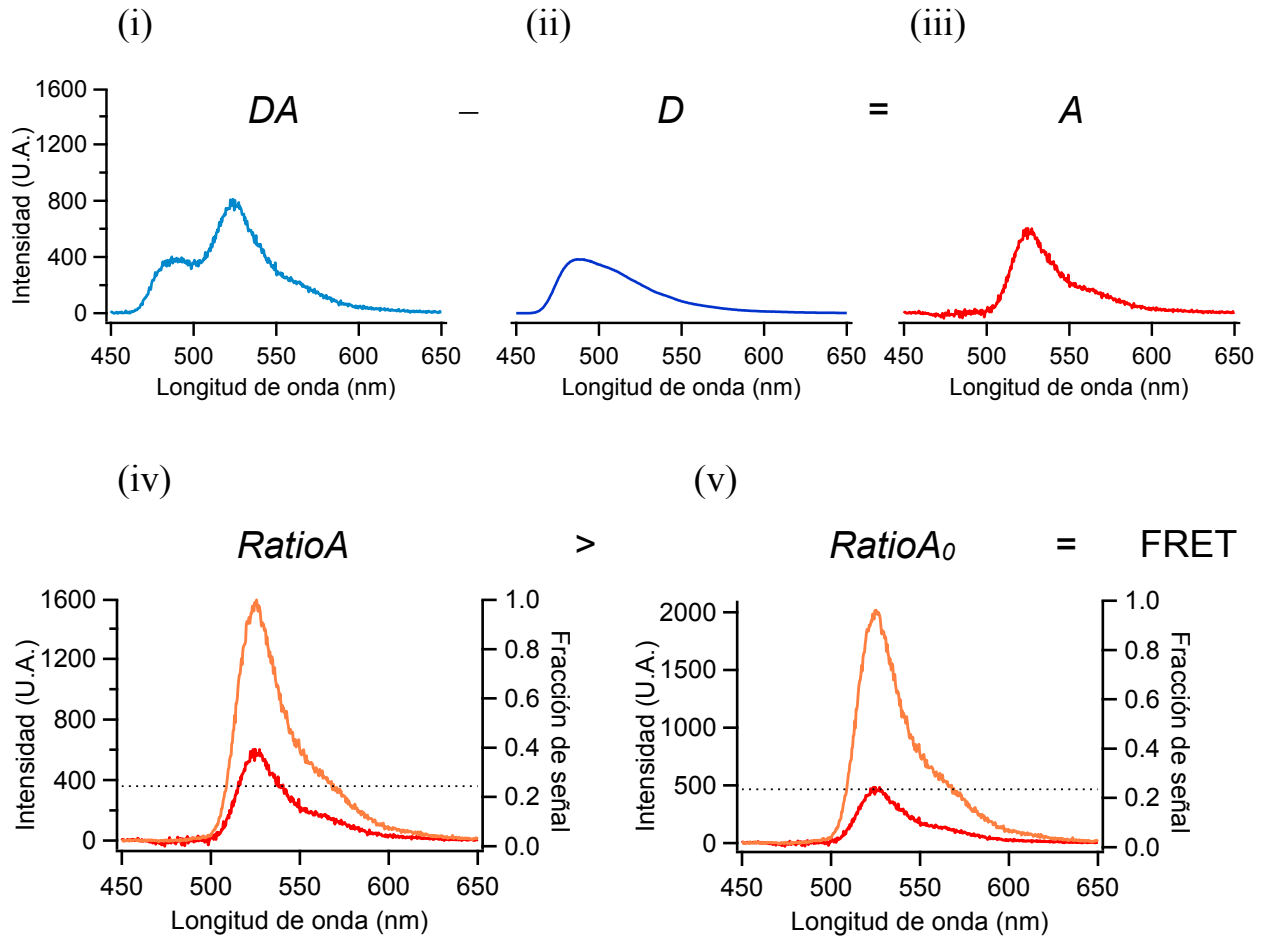 (i)
(ii)
(iii)
DA – D = A
Intensidad (U.A.)
1600
1200
800
400
0
450 500 550 600 650
Longitud de onda (nm)
450 500 550 600 650
Longitud de onda (nm)
450 500 550 600 650
Longitud de onda (nm)
(iv)
(v)
RatioA > RatioA₀ = FRET
Intensidad (U.A.)
1600
1200
800
400
0
1.0
0.8
0.6
0.4
0.2
0.0
Fracción de señal
450 500 550 600 650
Longitud de onda (nm)
Intensidad (U.A.)
2000
1500
1000
500
0
1.0
0.8
0.6
0.4
0.2
0.0
Fracción de señal
450 500 550 600 650
Longitud de onda (nm)